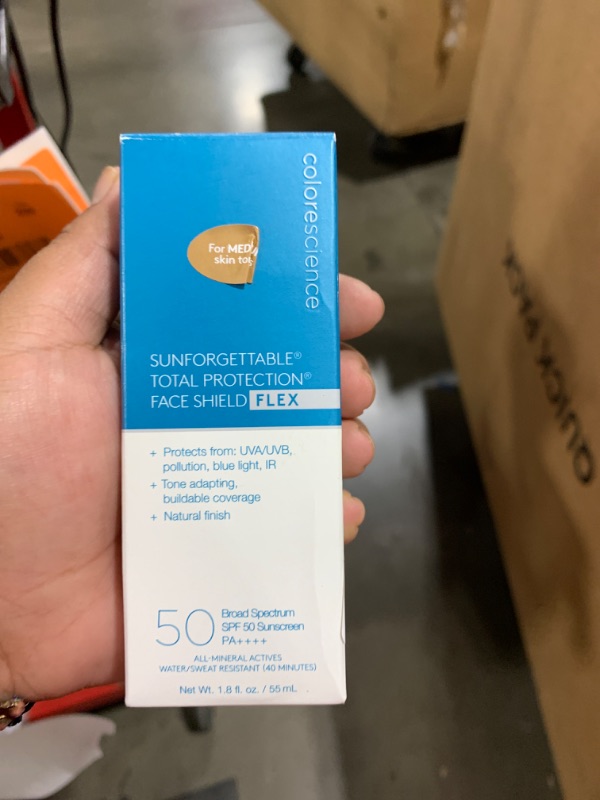 colorescience
For MED
skin to
SUNFORGETTABLE®
TOTAL PROTECTION®
FACE SHIELD FLEX
+ Protects from: UVA/UVB,
pollution, blue light, IR
+ Tone adapting,
buildable coverage
+ Natural finish
50
Broad Spectrum
SPF 50 Sunscreen
PA++++
ALL-MINERAL ACTIVES
WATER/SWEAT RESISTANT (40 MINUTES)
Net Wt. 1.8 fl. oz. / 55 mL
QUICK PACK